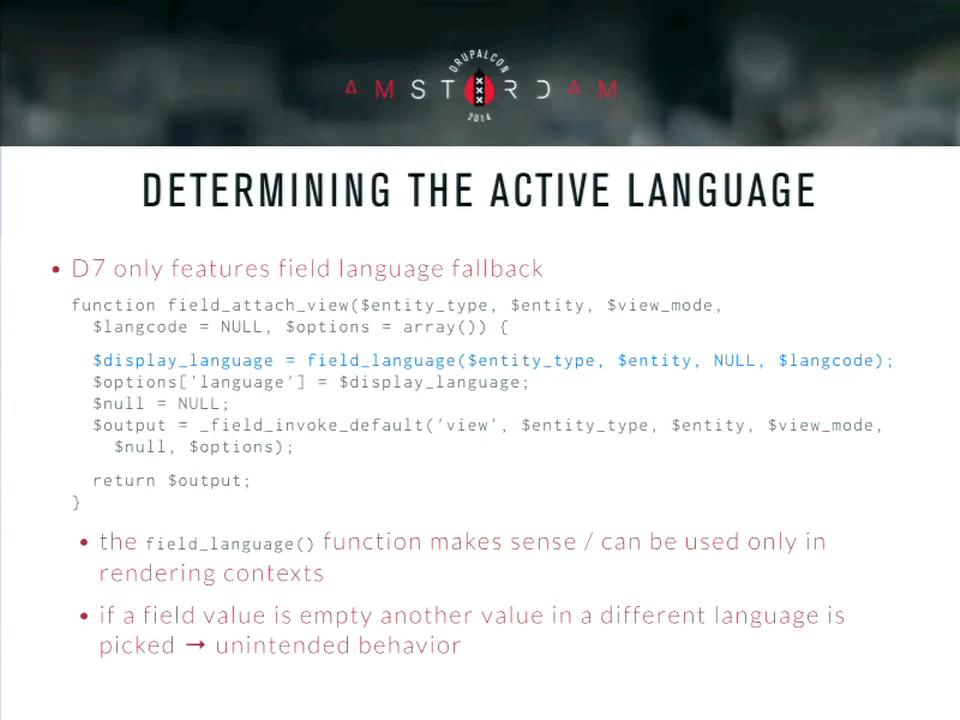 DRUPALCON
AMSTERDAM
2014
DETERMINING THE ACTIVE LANGUAGE
• D7 only features field language fallback
function field_attach_view($entity_type, $entity, $view_mode,
$langcode = NULL, $options = array()) {
$display_language = field_language($entity_type, $entity, NULL, $langcode);
$options['language'] = $display_language;
$null = NULL;
$output = _field_invoke_default('view', $entity_type, $entity, $view_mode,
$null, $options);
return $output;
}
• the field_language() function makes sense / can be used only in
rendering contexts
• if a field value is empty another value in a different language is
picked → unintended behavior